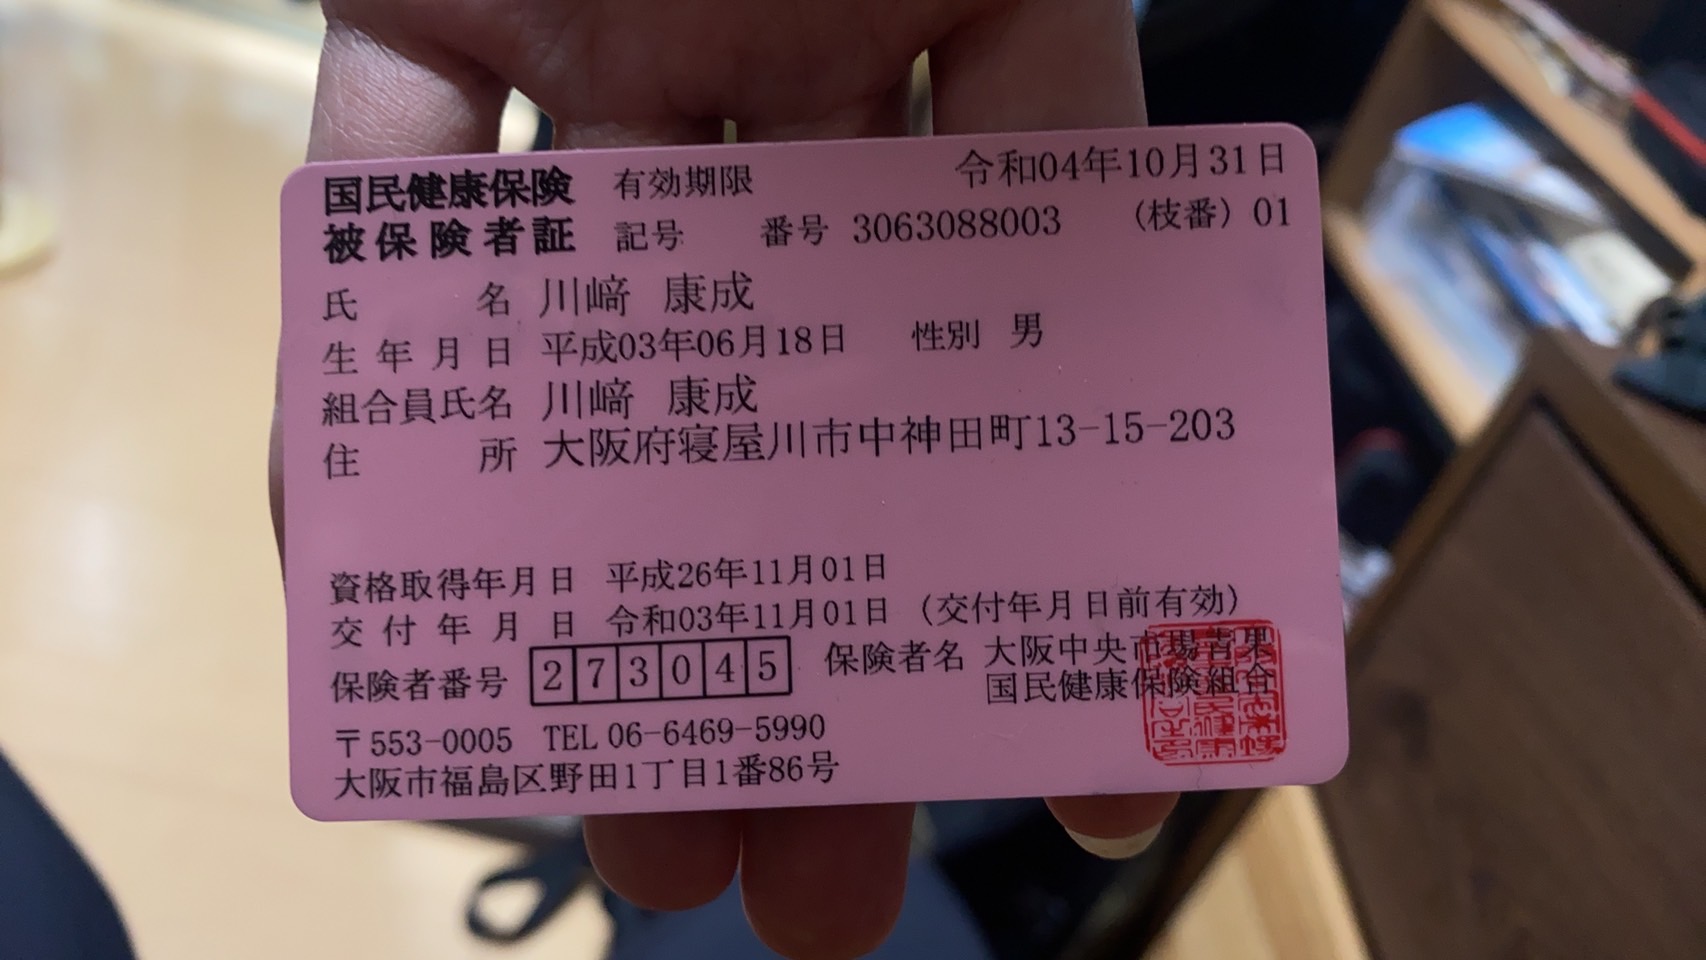 国民健康保険 有効期限 令和04年10月31日
被保険者証 記号 番号 3063088003 (枝番) 01
氏名 川﨑 康成
生年月日 平成03年06月18日 性別 男
組合員氏名 川﨑 康成
住所 大阪府寝屋川市中神田町13-15-203
資格取得年月日 平成26年11月01日
交付年月日 令和03年11月01日 (交付年月日前有効)
保険者番号 273045 保険者名 大阪中央市場青果
国民健康保険組合
〒553-0005 TEL 06-6469-5990
大阪市福島区野田1丁目1番86号